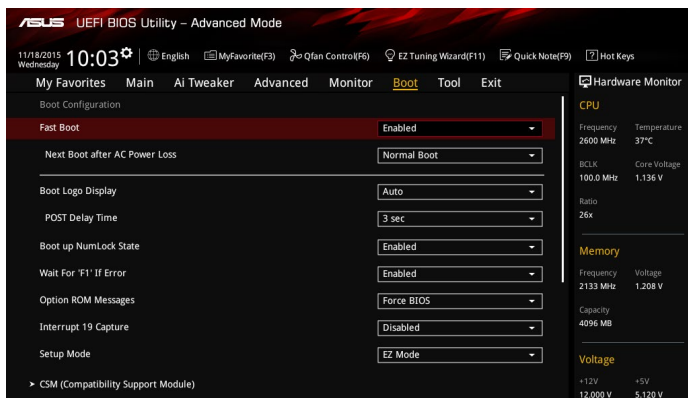 ASUS UEFI BIOS Utility – Advanced Mode
11/18/2015 Wednesday 10:03 English MyFavorite(F3) Qfan Control(F6) EZ Tuning Wizard(F11) Quick Note(F9) ? Hot Keys
My Favorites Main Ai Tweaker Advanced Monitor Boot Tool Exit
Boot Configuration
Fast Boot Enabled
Next Boot after AC Power Loss Normal Boot
Boot Logo Display Auto
POST Delay Time 3 sec
Boot up NumLock State Enabled
Wait For 'F1' If Error Enabled
Option ROM Messages Force BIOS
Interrupt 19 Capture Disabled
Setup Mode EZ Mode
> CSM (Compatibility Support Module)
Hardware Monitor
CPU
Frequency Temperature
2600 MHz 37°C
BCLK Core Voltage
100.0 MHz 1.136 V
Ratio
26x
Memory
Frequency Voltage
2133 MHz 1.208 V
Capacity
4096 MB
Voltage
+12V +5V
12.000 V 5.120 V